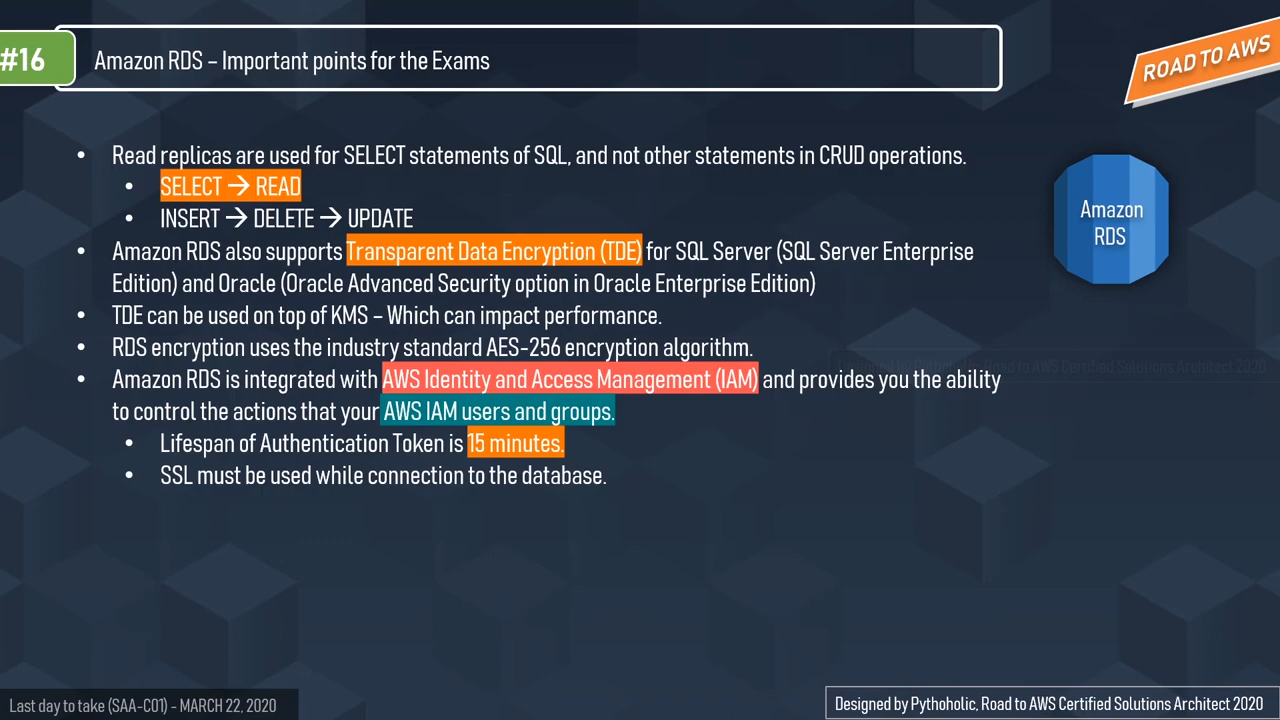 #16
Amazon RDS – Important points for the Exams
ROAD TO AWS
• Read replicas are used for SELECT statements of SQL, and not other statements in CRUD operations.
• SELECT → READ
• INSERT → DELETE → UPDATE
Amazon
RDS
• Amazon RDS also supports Transparent Data Encryption (TDE) for SQL Server (SQL Server Enterprise
Edition) and Oracle (Oracle Advanced Security option in Oracle Enterprise Edition)
• TDE can be used on top of KMS – Which can impact performance.
• RDS encryption uses the industry standard AES-256 encryption algorithm.
• Amazon RDS is integrated with AWS Identity and Access Management (IAM) and provides you the ability
to control the actions that your AWS IAM users and groups.
• Lifespan of Authentication Token is 15 minutes.
• SSL must be used while connection to the database.
Last day to take (SAA-C01) - MARCH 22, 2020
Designed by Pythoholic, Road to AWS Certified Solutions Architect 2020